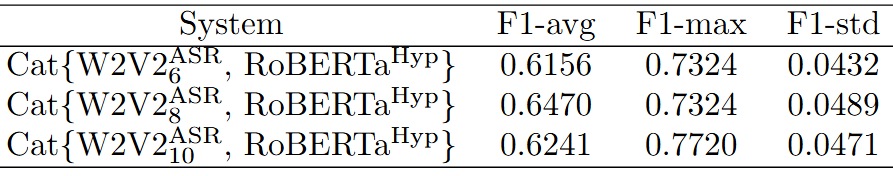 System F1-avg F1-max F1-std
Cat{W2V2₆ᴬˢᴿ, RoBERTaᴴʸᵖ} 0.6156 0.7324 0.0432
Cat{W2V2₈ᴬˢᴿ, RoBERTaᴴʸᵖ} 0.6470 0.7324 0.0489
Cat{W2V2₁₀ᴬˢᴿ, RoBERTaᴴʸᵖ} 0.6241 0.7720 0.0471